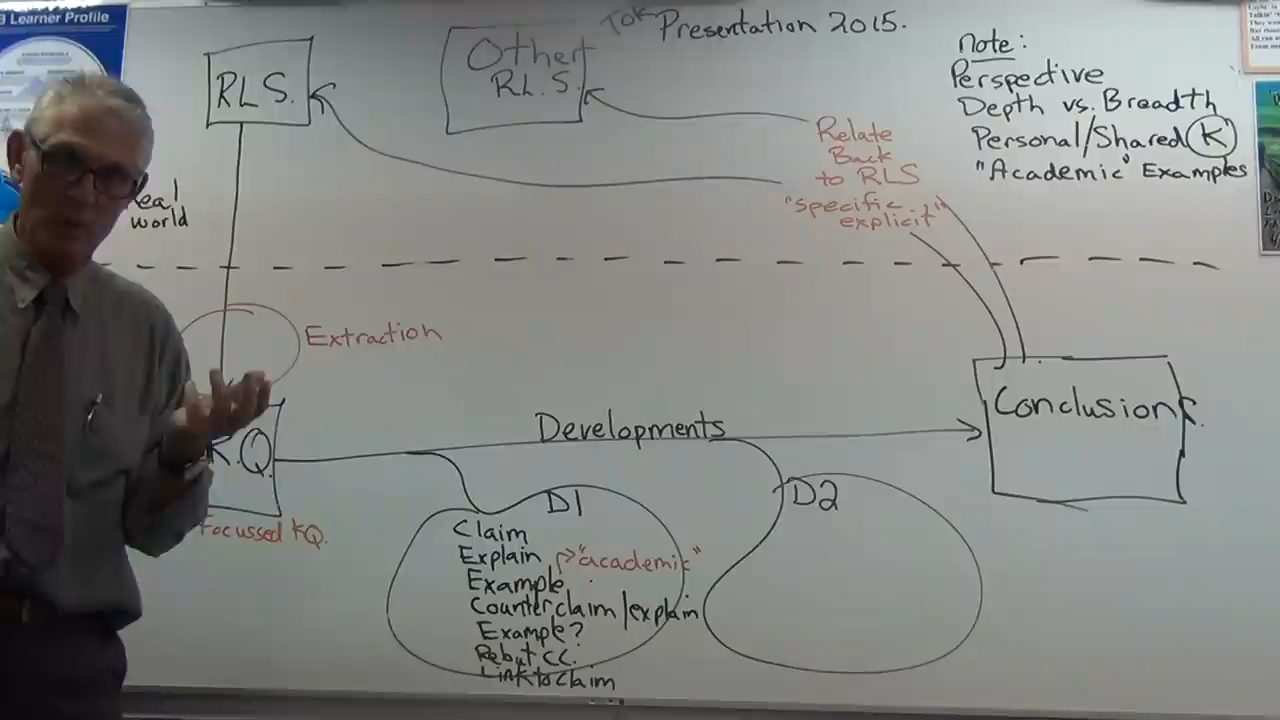 B Learner Profile
TOK Presentation 2015.
RLS.
Other
R.L.S.
note:
Perspective
Depth vs. Breadth
Personal/Shared K
"Academic" Examples
Relate
Back
to RLS
"specific
explicit"
Real
world
Extraction
K.Q.
Focussed KQ.
Developments
Conclusion
D1
Claim
Explain
"academic"
Example
Counterclaim/explain
Example?
Rebut CC.
Link to Claim
D2